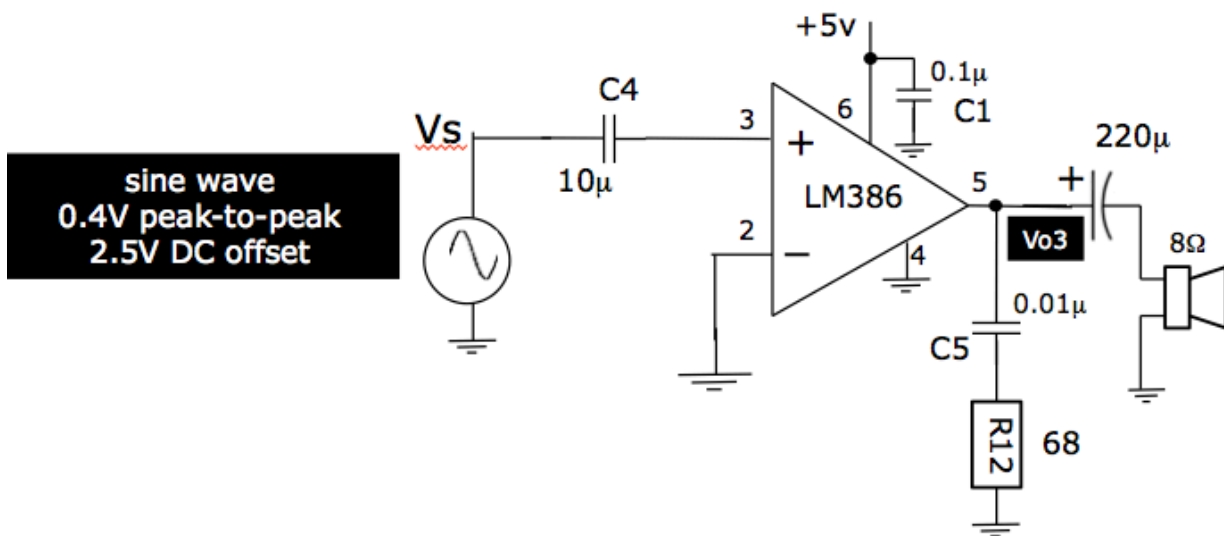 sine wave
0.4V peak-to-peak
2.5V DC offset
Vs
C4
10μ
3
2
+
−
LM386
+5v
6
0.1μ
C1
4
5
Vo3
+
220μ
8Ω
0.01μ
C5
R12
68